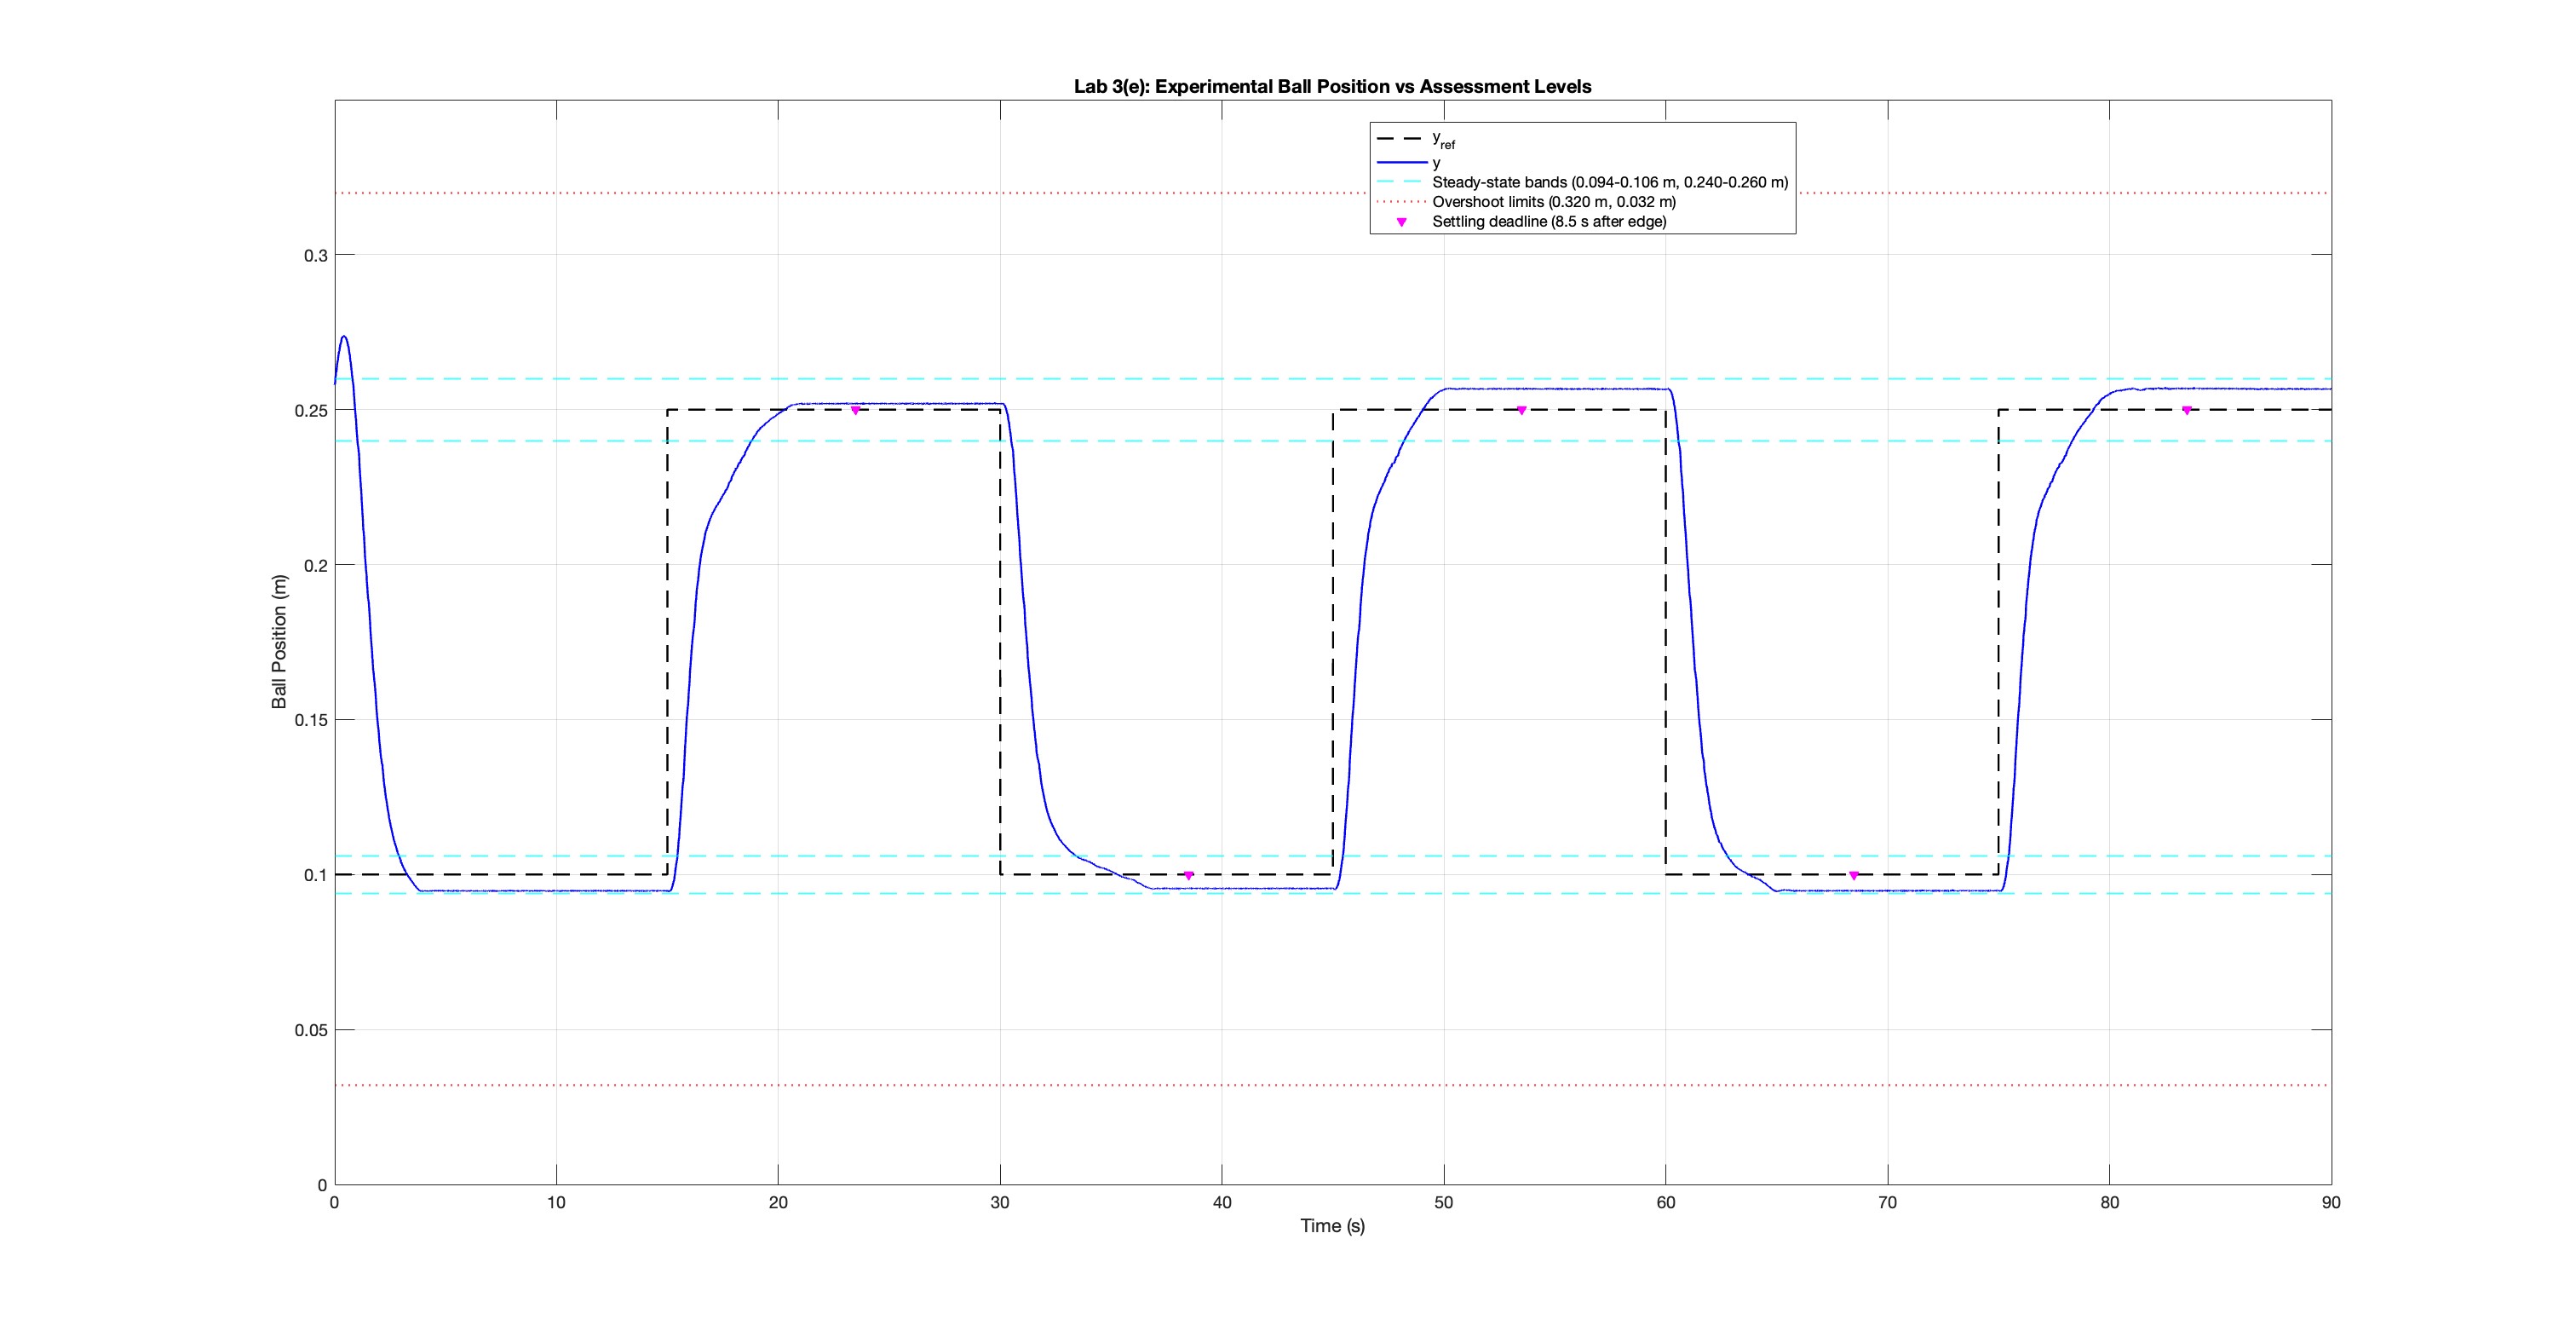 Lab 3(e): Experimental Ball Position vs Assessment Levels
y_ref
y
Steady-state bands (0.094-0.106 m, 0.240-0.260 m)
Overshoot limits (0.320 m, 0.032 m)
Settling deadline (8.5 s after edge)
0.3
0.25
0.2
0.15
0.1
0.05
0
Ball Position (m)
0 10 20 30 40 50 60 70 80 90
Time (s)